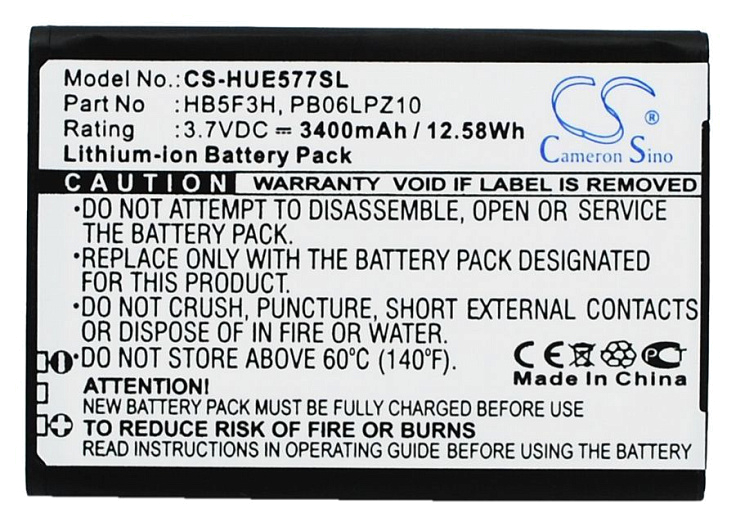 Model No.:CS-HUE577SL
Part No. :HB5F3H, PB06LPZ10
Rating :3.7VDC ⎓ 3400mAh / 12.58Wh
Lithium-ion Battery Pack
CS®
Cameron Sino
CAUTION WARRANTY VOID IF LABEL IS REMOVED
•DO NOT ATTEMPT TO DISASSEMBLE, OPEN OR SERVICE
THE BATTERY PACK.
•REPLACE ONLY WITH THE BATTERY PACK DESIGNATED
FOR THIS PRODUCT.
•DO NOT CRUSH, PUNCTURE, SHORT EXTERNAL CONTACTS
OR DISPOSE OF IN FIRE OR WATER.
•DO NOT STORE ABOVE 60°C (140°F).
CE PC
Made In China
ATTENTION!
NEW BATTERY PACK MUST BE FULLY CHARGED BEFORE USE
TO REDUCE RISK OF FIRE OR BURNS
READ INSTRUCTIONS IN BATTERY/CHARGER BEFORE USING.